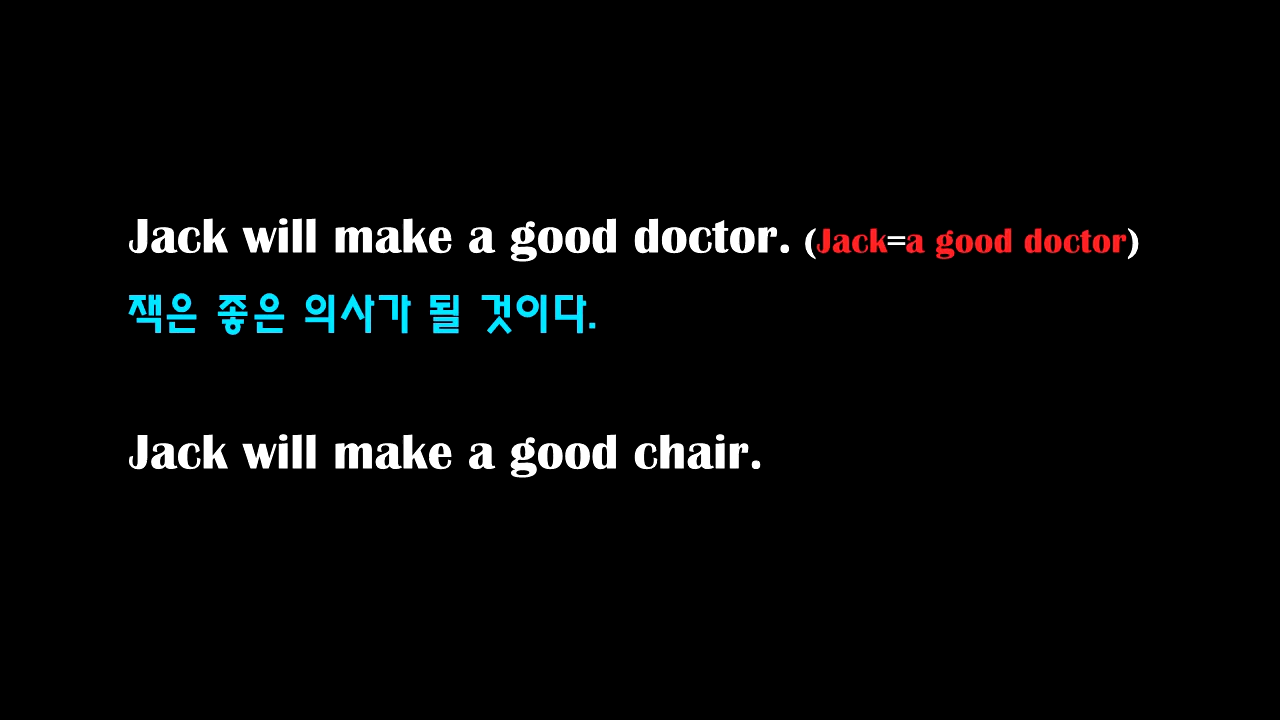 Jack will make a good doctor. (Jack=a good doctor)
잭은 좋은 의사가 될 것이다.
Jack will make a good chair.